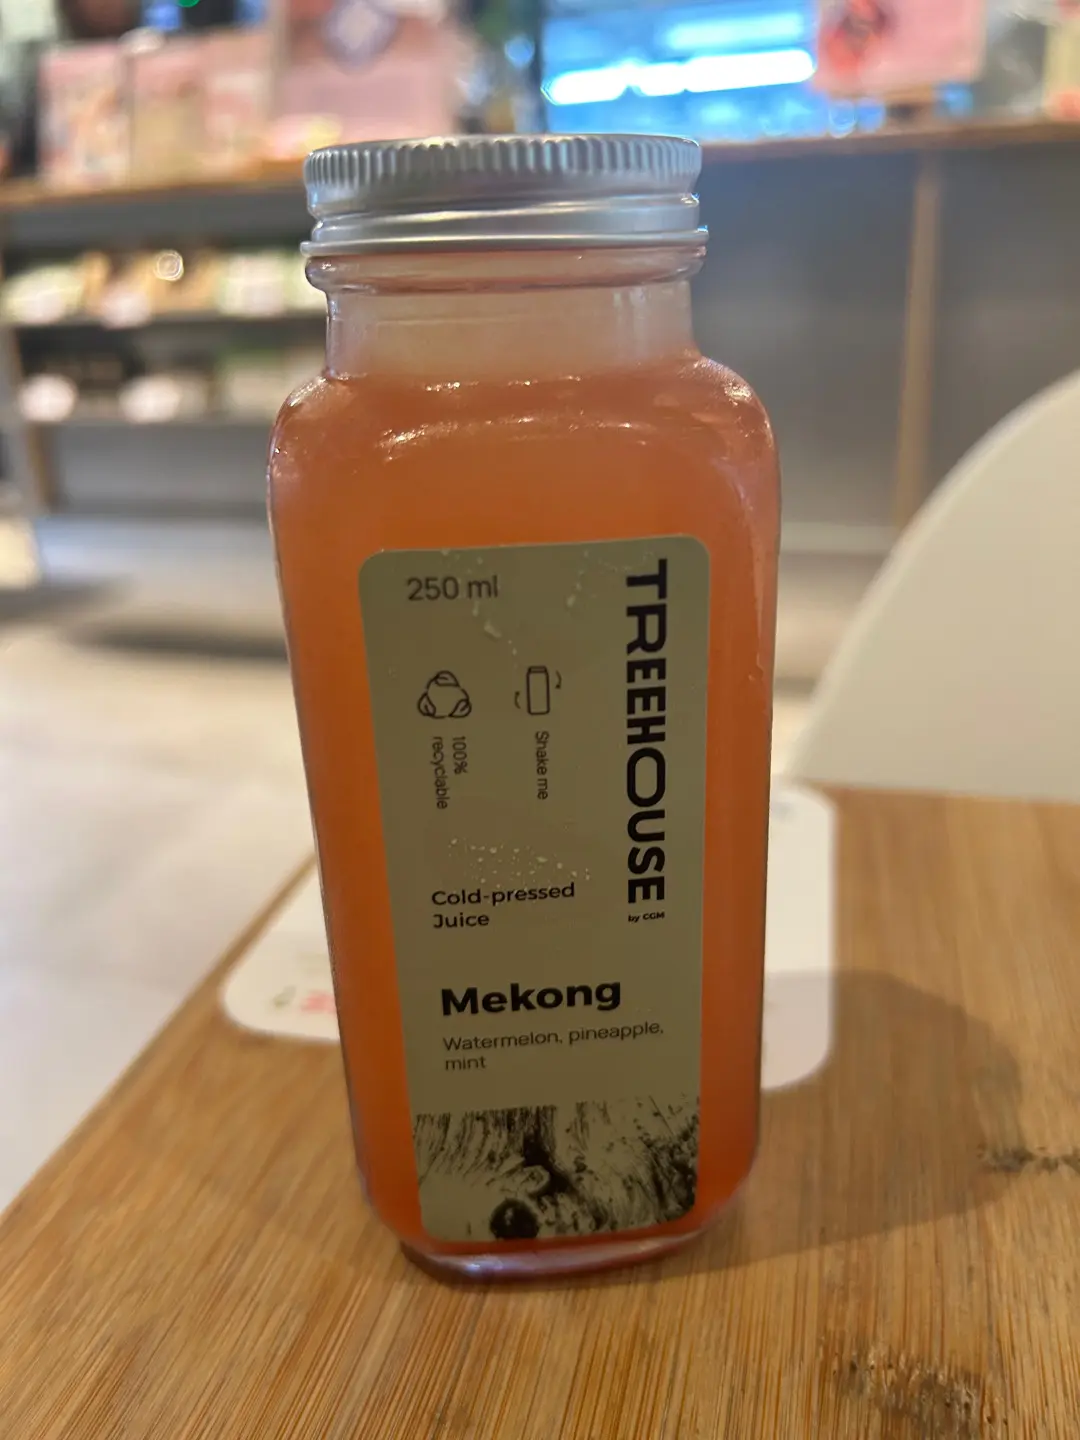 250 ml
TREEHOUSE
by CGM
100%
recyclable
Shake me
Cold-pressed
Juice
Mekong
Watermelon, pineapple,
mint